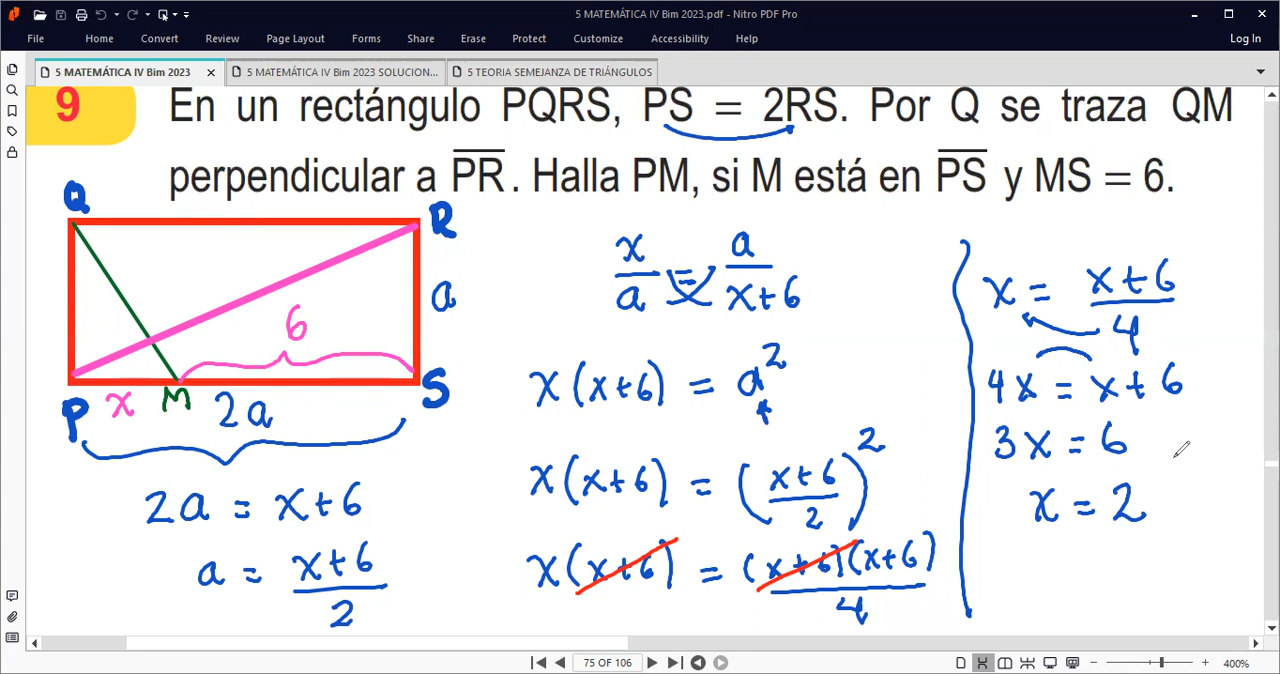 5 MATEMÁTICA IV Bim 2023.pdf - Nitro PDF Pro
File Home Convert Review Page Layout Forms Share Erase Protect Customize Accessibility Help Log In
5 MATEMÁTICA IV Bim 2023 5 MATEMÁTICA IV Bim 2023 SOLUCION... 5 TEORIA SEMEJANZA DE TRIÁNGULOS
9 En un rectángulo PQRS, PS = 2RS. Por Q se traza QM
perpendicular a PR. Halla PM, si M está en PS y MS = 6.
Q
R
a
6
P x M 2a S
2a = x+6
a = x+6/2
x/a = a/x+6
x(x+6) = a²
x(x+6) = (x+6/2)²
x(x+6) = (x+6)(x+6)/4
x = x+6/4
4x = x+6
3x = 6
x = 2
75 OF 106 400%